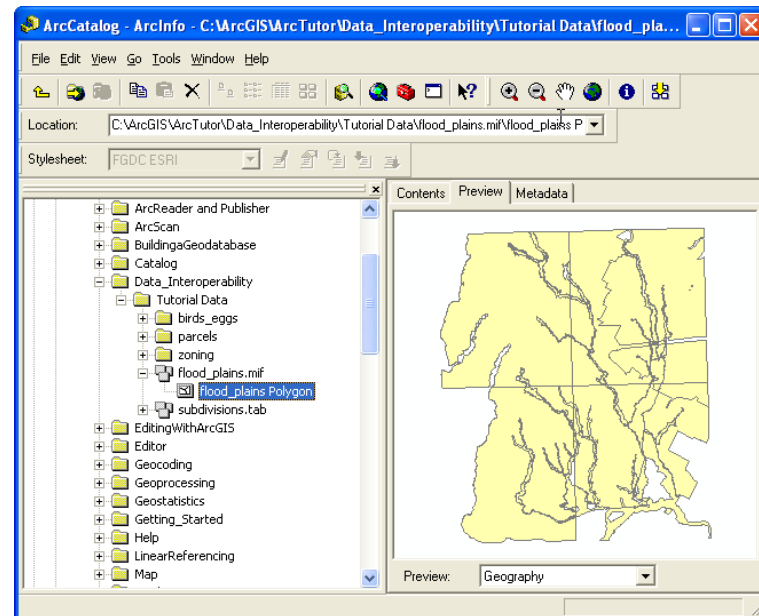 ArcCatalog - ArcInfo - C:\ArcGIS\ArcTutor\Data_Interoperability\Tutorial Data\flood_pla...
File Edit View Go Tools Window Help
Location: C:\ArcGIS\ArcTutor\Data_Interoperability\Tutorial Data\flood_plains.mif\flood_plains P
Stylesheet: FGDC ESRI
Contents Preview Metadata
ArcReader and Publisher
ArcScan
BuildingaGeodatabase
Catalog
Data_Interoperability
Tutorial Data
birds_eggs
parcels
zoning
flood_plains.mif
flood_plains Polygon
subdivisions.tab
EditingWithArcGIS
Editor
Geocoding
Geoprocessing
Geostatistics
Getting_Started
Help
LinearReferencing
Map
Preview: Geography